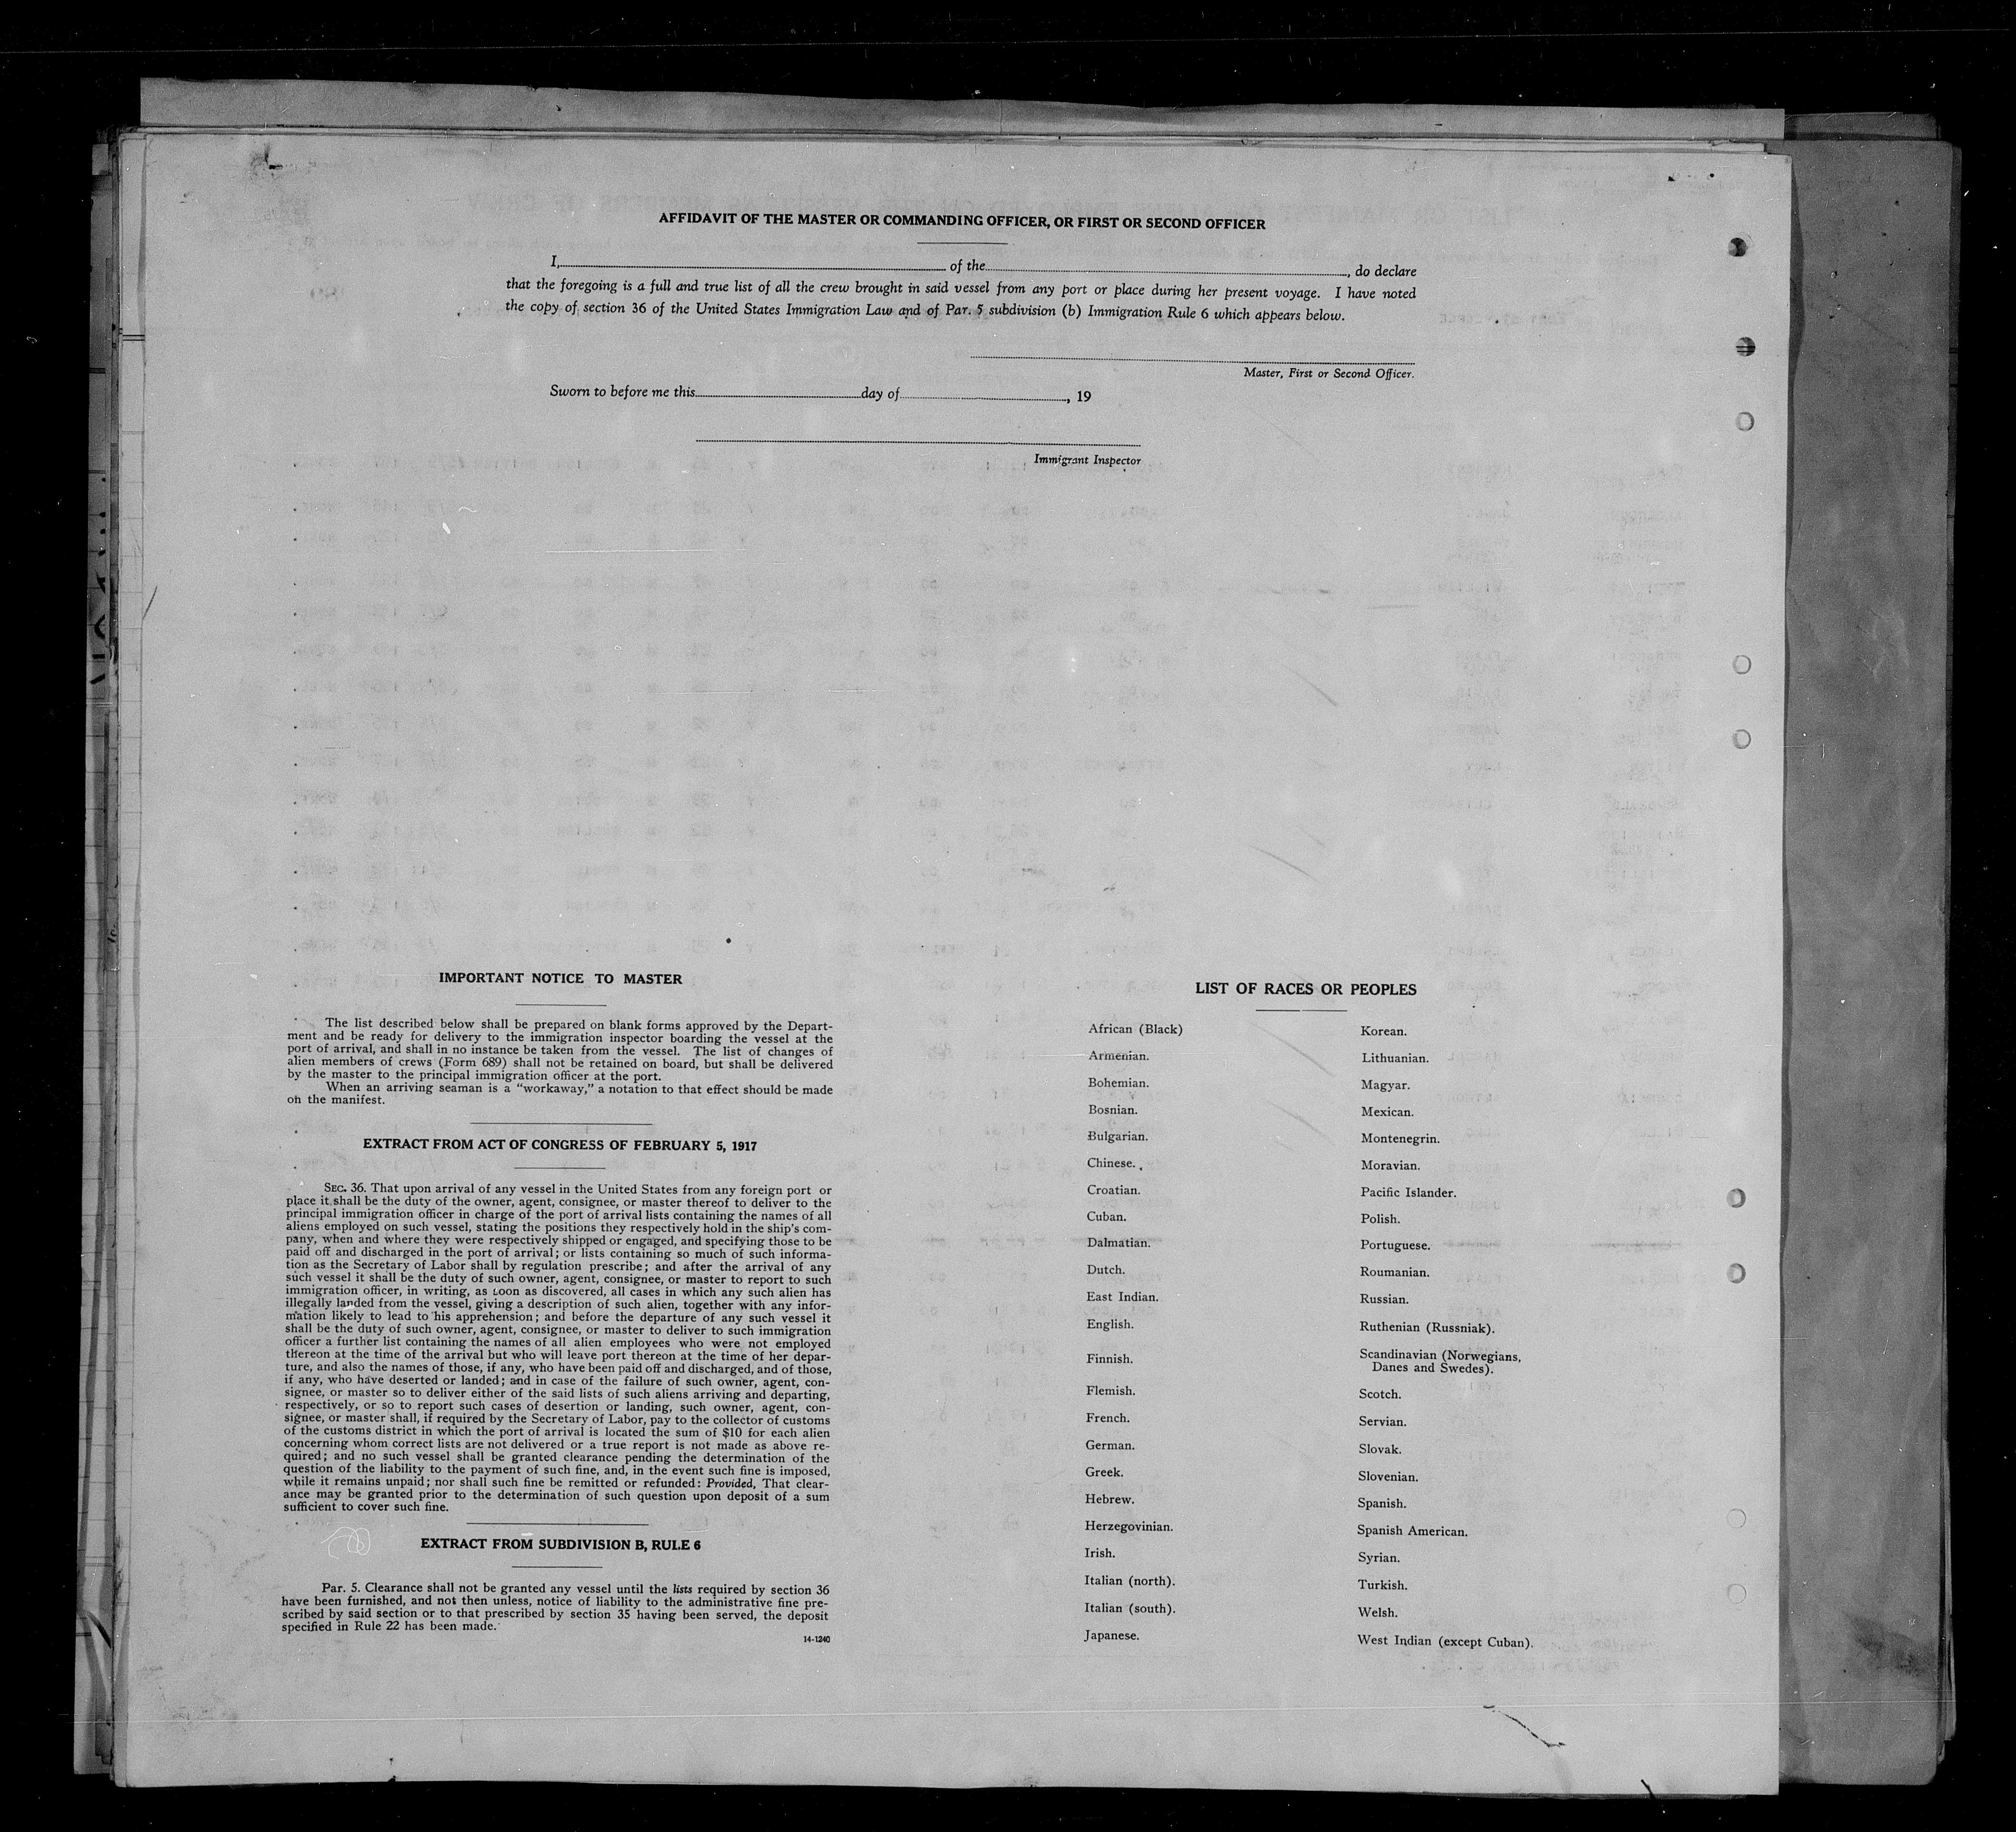 AFFIDAVIT OF THE MASTER OR COMMANDING OFFICER, OR FIRST OR SECOND OFFICER
I, of the , do declare
that the foregoing is a full and true list of all the crew brought in said vessel from any port or place during her present voyage. I have noted
the copy of section 36 of the United States Immigration Law and of Par. 5 subdivision (b) Immigration Rule 6 which appears below.
Master, First or Second Officer.
Sworn to before me this day of , 19
Immigrant Inspector
IMPORTANT NOTICE TO MASTER
The list described below shall be prepared on blank forms approved by the Depart-
ment and be ready for delivery to the immigration inspector boarding the vessel at the
port of arrival, and shall in no instance be taken from the vessel. The list of changes of
alien members of crews (Form 689) shall not be retained on board, but shall be delivered
by the master to the principal immigration officer at the port.
When an arriving seaman is a "workaway," a notation to that effect should be made
on the manifest.
EXTRACT FROM ACT OF CONGRESS OF FEBRUARY 5, 1917
SEC. 36. That upon arrival of any vessel in the United States from any foreign port or
place it shall be the duty of the owner, agent, consignee, or master thereof to deliver to the
principal immigration officer in charge of the port of arrival lists containing the names of all
aliens employed on such vessel, stating the positions they respectively hold in the ship's com-
pany, when and where they were respectively shipped or engaged, and specifying those to be
paid off and discharged in the port of arrival; or lists containing so much of such informa-
tion as the Secretary of Labor shall by regulation prescribe; and after the arrival of any
such vessel it shall be the duty of such owner, agent, consignee, or master to report to such
immigration officer, in writing, as soon as discovered, all cases in which any such alien has
illegally landed from the vessel, giving a description of such alien, together with any infor-
mation likely to lead to his apprehension; and before the departure of any such vessel it
shall be the duty of such owner, agent, consignee, or master to deliver to such immigration
officer a further list containing the names of all alien employees who were not employed
thereon at the time of the arrival but who will leave port thereon at the time of her depar-
ture, and also the names of those, if any, who have been paid off and discharged, and of those,
if any, who have deserted or landed; and in case of the failure of such owner, agent, con-
signee, or master so to deliver either of the said lists of such aliens arriving and departing,
respectively, or so to report such cases of desertion or landing, such owner, agent, con-
signee, or master shall, if required by the Secretary of Labor, pay to the collector of customs
of the customs district in which the port of arrival is located the sum of $10 for each alien
concerning whom correct lists are not delivered or a true report is not made as above re-
quired; and no such vessel shall be granted clearance pending the determination of the
question of the liability to the payment of such fine, and, in the event such fine is imposed,
while it remains unpaid; nor shall such fine be remitted or refunded: Provided, That clear-
ance may be granted prior to the determination of such question upon deposit of a sum
sufficient to cover such fine.
EXTRACT FROM SUBDIVISION B, RULE 6
Par. 5. Clearance shall not be granted any vessel until the lists required by section 36
have been furnished, and not then unless, notice of liability to the administrative fine pre-
scribed by said section or to that prescribed by section 35 having been served, the deposit
specified in Rule 22 has been made.
14-1240
LIST OF RACES OR PEOPLES
African (Black)
Armenian.
Bohemian.
Bosnian.
Bulgarian.
Chinese.
Croatian.
Cuban.
Dalmatian.
Dutch.
East Indian.
English.
Finnish.
Flemish.
French.
German.
Greek.
Hebrew.
Herzegovinian.
Irish.
Italian (north).
Italian (south).
Japanese.
Korean.
Lithuanian.
Magyar.
Mexican.
Montenegrin.
Moravian.
Pacific Islander.
Polish.
Portuguese.
Roumanian.
Russian.
Ruthenian (Russniak).
Scandinavian (Norwegians,
Danes and Swedes).
Scotch.
Servian.
Slovak.
Slovenian.
Spanish.
Spanish American.
Syrian.
Turkish.
Welsh.
West Indian (except Cuban).